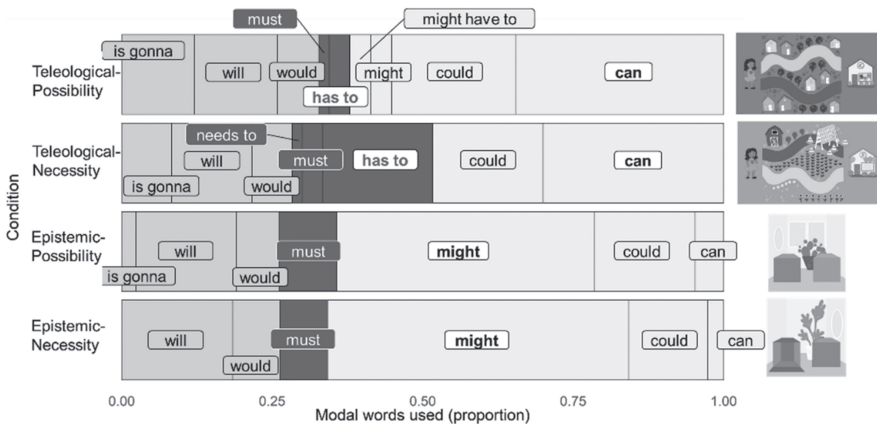 must
might have to
is gonna
will
would
has to
might
could
can
Teleological-
Possibility
needs to
will
must
has to
could
can
is gonna
would
Teleological-
Necessity
Condition
will
must
might
could
can
is gonna
would
Epistemic-
Possibility
will
must
might
could
can
would
Epistemic-
Necessity
0.00
0.25
0.50
0.75
1.00
Modal words used (proportion)